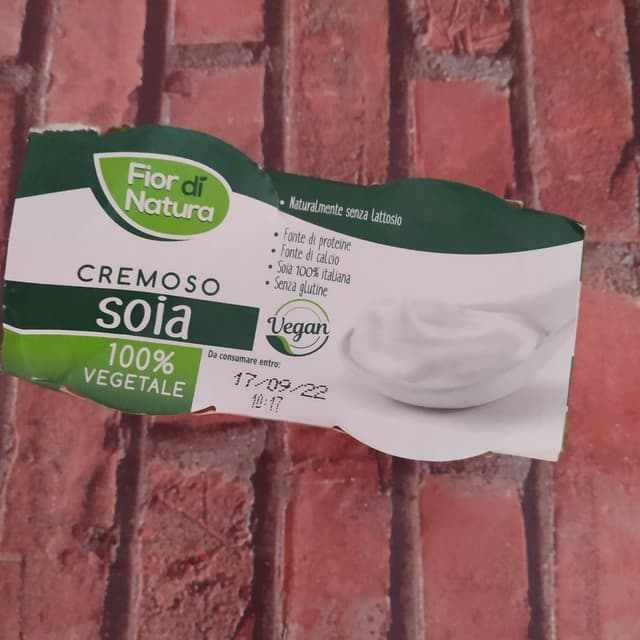 Fior di
Natura
CREMOSO
soia
100%
VEGETALE
• Naturalmente senza lattosio
• Fonte di proteine
• Fonte di calcio
• Soia 100% italiana
• Senza glutine
Vegan
Da consumare entro:
17/09/22
10:17